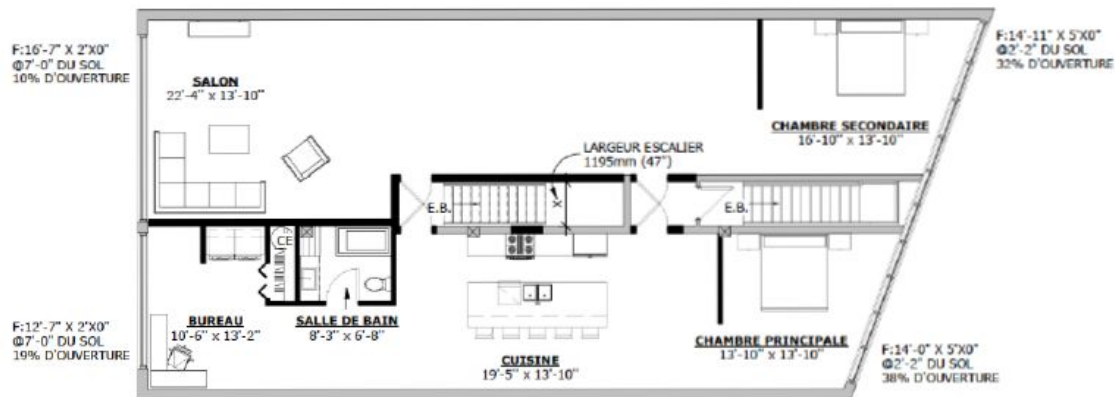 F:16'-7" X 2'X0"
@7'-0" DU SOL
10% D'OUVERTURE
SALON
22'-4" x 13'-10"
F:14'-11" X 5'X0"
@2'-2" DU SOL
32% D'OUVERTURE
CHAMBRE SECONDAIRE
16'-10" x 13'-10"
LARGEUR ESCALIER
1195mm (47")
E.B.
X
E.B.
CE
BUREAU
10'-6" x 13'-2"
SALLE DE BAIN
8'-3" x 6'-8"
F:12'-7" X 2'X0"
@7'-0" DU SOL
19% D'OUVERTURE
CUISINE
19'-5" x 13'-10"
CHAMBRE PRINCIPALE
13'-10" x 13'-10"
F:14'-0" X 5'X0"
@2'-2" DU SOL
38% D'OUVERTURE